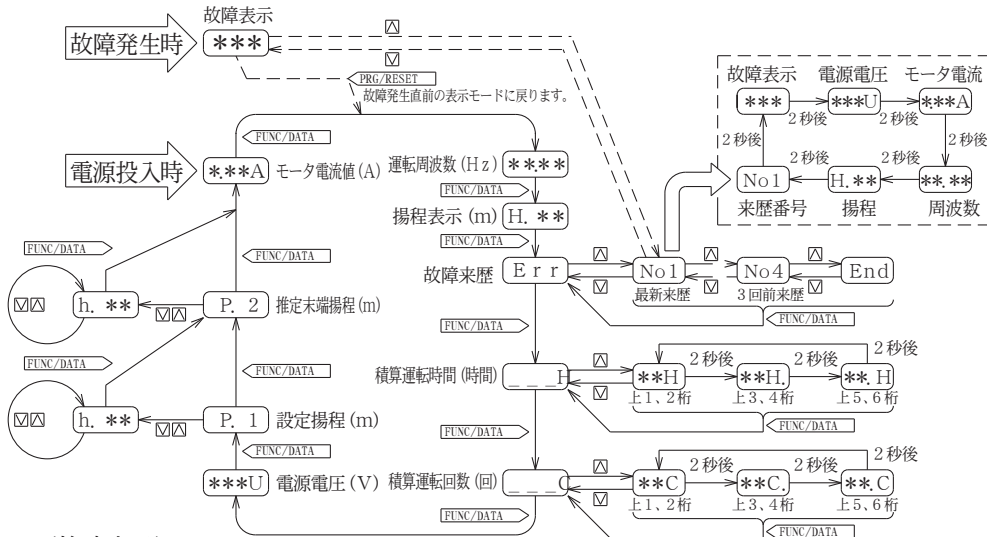 故障表示
故障発生時
***
△
▽
PRG/RESET
故障発生直前の表示モードに戻ります。
故障表示 電源電圧 モータ電流
*** ***U *.**A
2秒後 2秒後
2秒後 2秒後
No1 H.** **.**
2秒後 2秒後
来歴番号 揚程 周波数
FUNC/DATA
電源投入時
*.**A モータ電流値(A)
運転周波数(Hz) **.**
FUNC/DATA
揚程表示(m) H. **
FUNC/DATA
FUNC/DATA FUNC/DATA
故障来歴 Err
△ △ △ △
No1 No4 End
▽ ▽ ▽ ▽
最新来歴 3回前来歴
FUNC/DATA
▽△ h. ** ▽△ P. 2 推定末端揚程(m)
FUNC/DATA
FUNC/DATA FUNC/DATA
積算運転時間(時間) ___H
△ ▽
**H **H. **.H
2秒後 2秒後 2秒後
上1、2桁 上3、4桁 上5、6桁
FUNC/DATA
▽△ h. ** ▽△ P. 1 設定揚程(m)
FUNC/DATA
FUNC/DATA
***U 電源電圧(V)
積算運転回数(回) ___C
△ ▽
**C **C. **.C
2秒後 2秒後 2秒後
上1、2桁 上3、4桁 上5、6桁
FUNC/DATA
FUNC/DATA